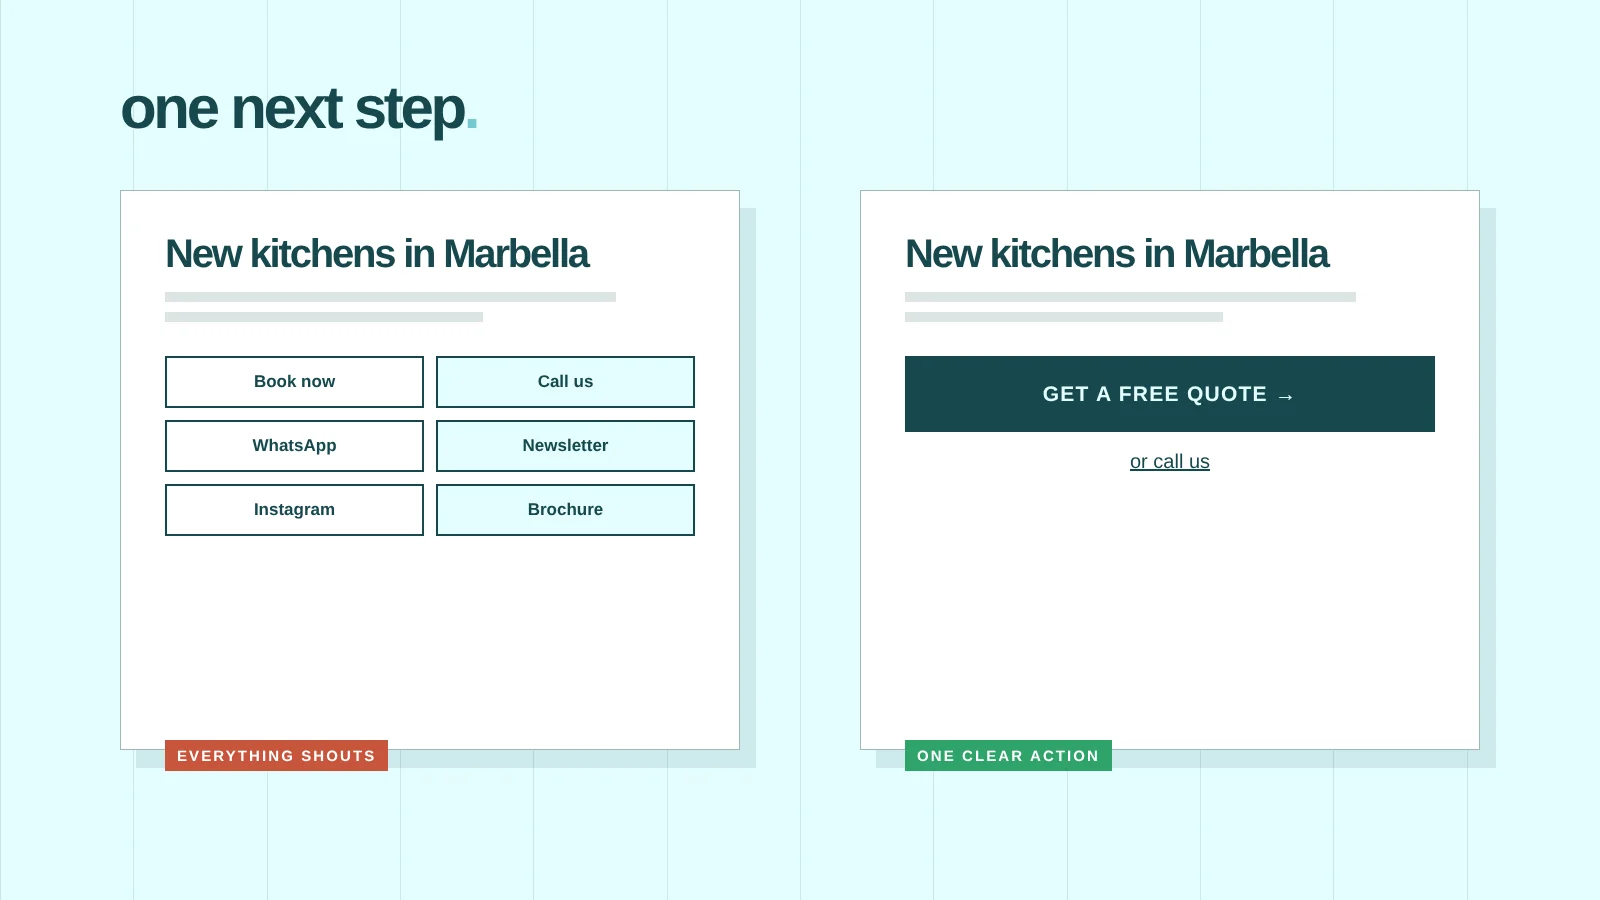 one next step.
New kitchens in Marbella
Book now
Call us
WhatsApp
Newsletter
Instagram
Brochure
EVERYTHING SHOUTS
New kitchens in Marbella
GET A FREE QUOTE →
or call us
ONE CLEAR ACTION